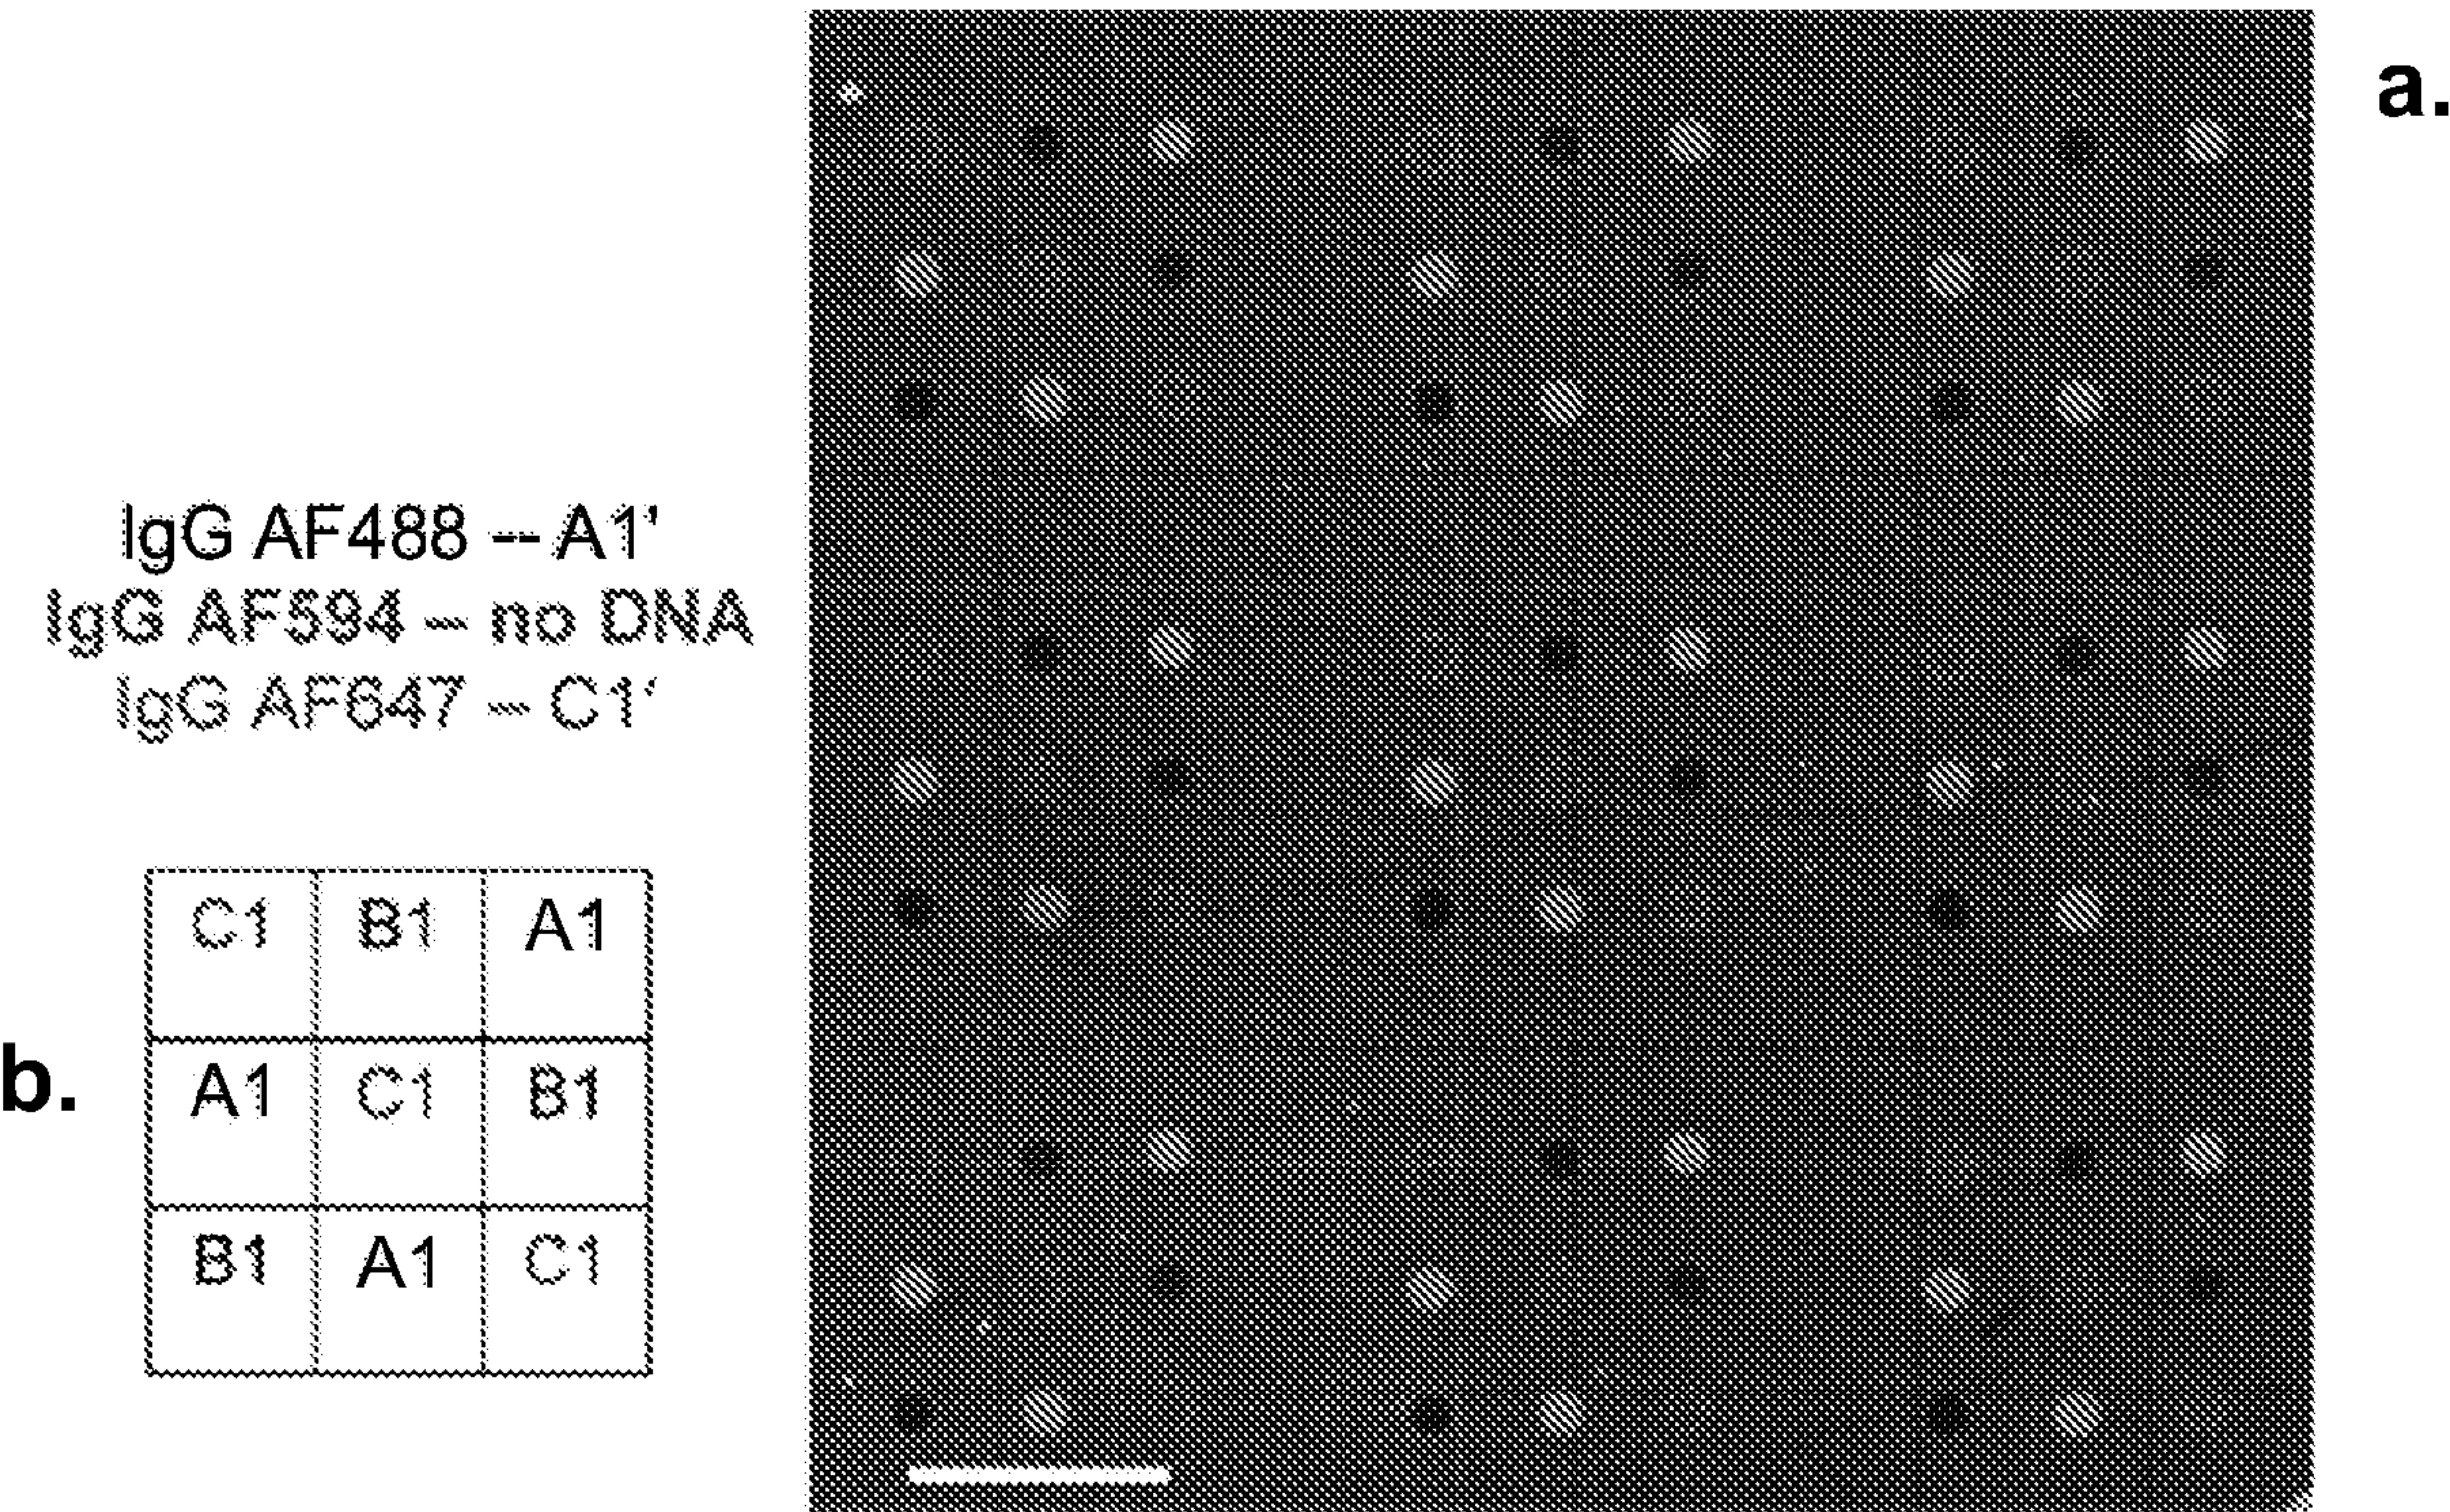 a.
IgG AF488 -- A1'
IgG AF594 – no DNA
IgG AF647 – C1'
b.
C1 B1 A1
A1 C1 B1
B1 A1 C1